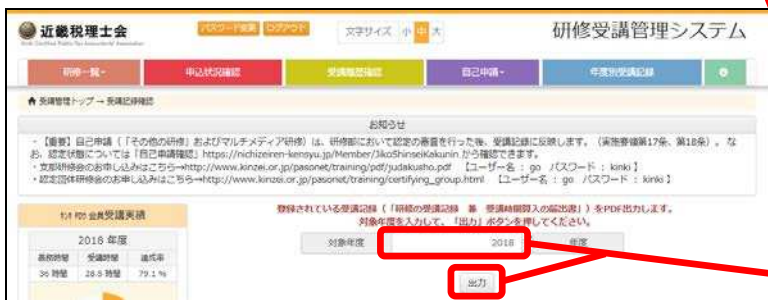 近畿税理士会
パスワード変更 ログアウト
文字サイズ 小 中 大
研修受講管理システム
研修一覧
申込状況確認
受講履歴確認
自己申請
年度別受講記録
受講管理トップ → 受講記録確認
お知らせ
・【重要】自己申請（「その他の研修」およびマルチメディア研修）は、研修部において認定の審査を行った後、受講記録に反映します。（実施要領第17条、第18条）。 な
お、認定状態については「自己申請確認」https://nichizeiren-kensyu.jp/Member/JikoShinseiKakunin から確認できます。
・支部研修会のお申し込みはこちら→http://www.kinzei.or.jp/pasonet/training/pdf/judakusho.pdf 【ユーザー名：go パスワード：kinki】
・認定団体研修会のお申し込みはこちら→http://www.kinzei.or.jp/pasonet/training/certifying_group.html 【ユーザー名：go パスワード：kinki】
会員受講実績
2018 年度
義務時間 受講時間 達成率
36 時間 28.5 時間 79.1 %
登録されている受講記録（「研修の受講記録 兼 受講時間算入の届出書」）をPDF出力します。
対象年度を入力して、「出力」ボタンを押してください。
対象年度 2018 年度
出力